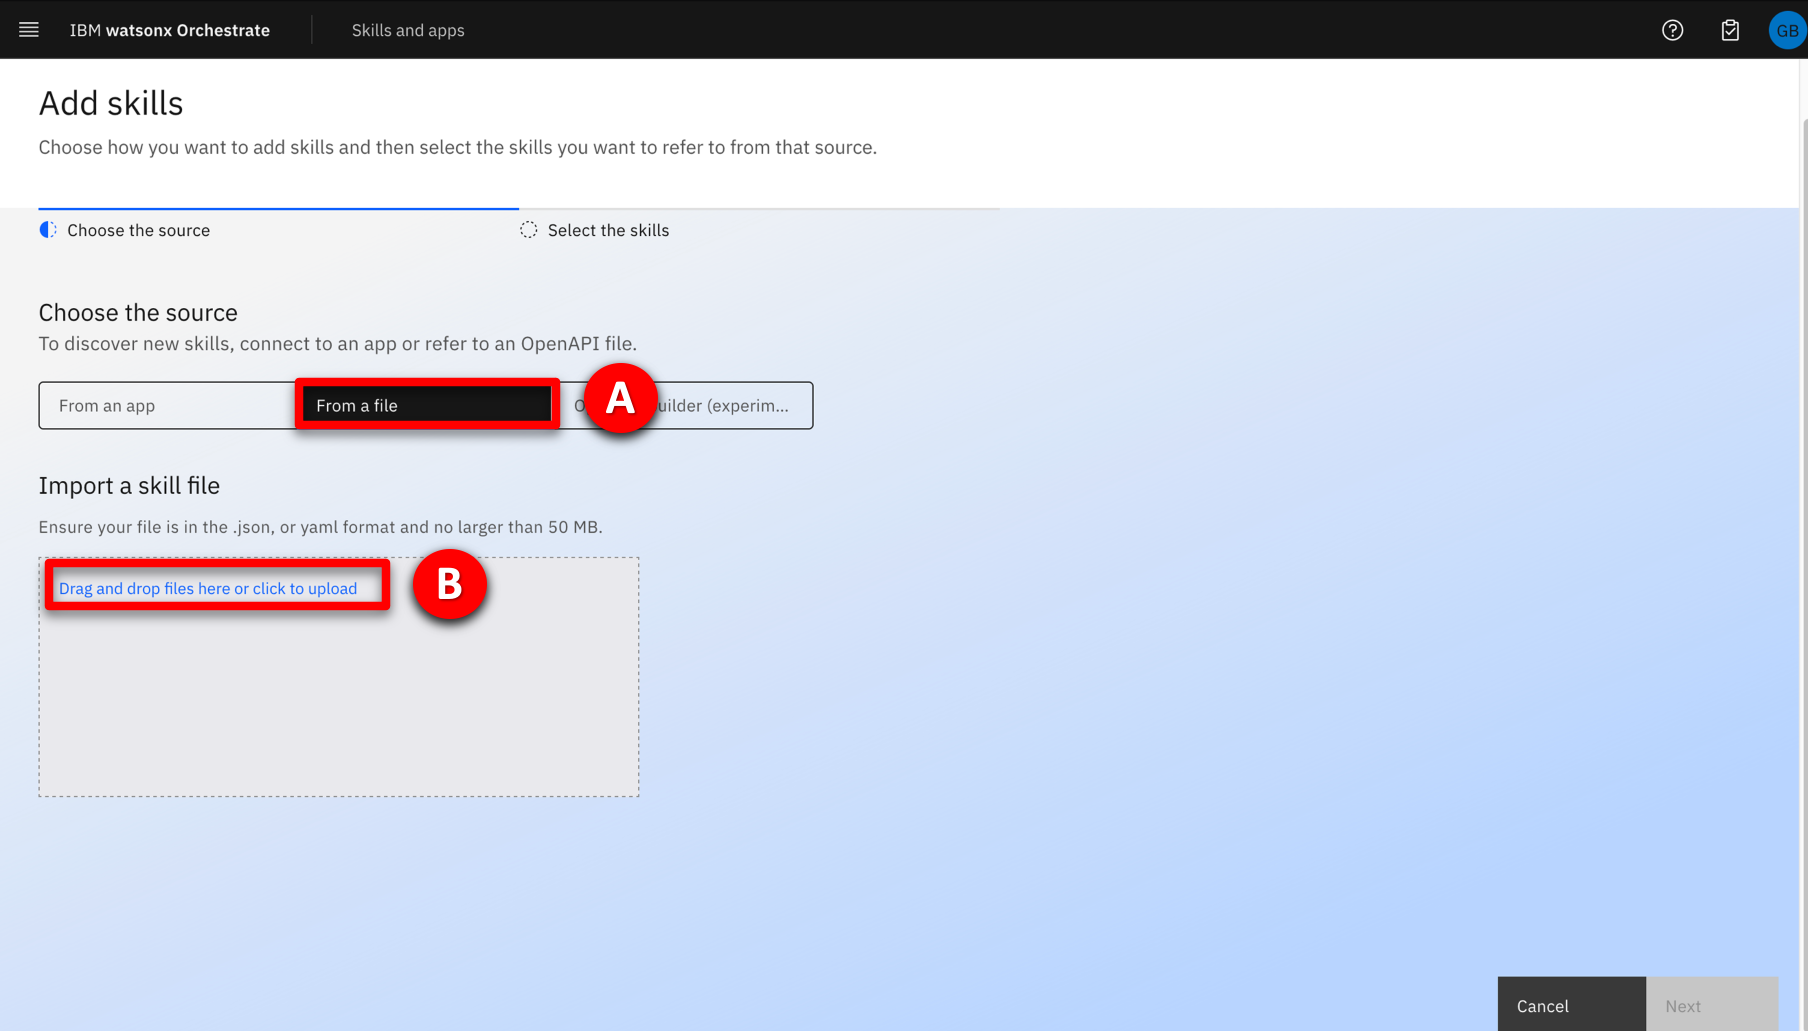 IBM watsonx Orchestrate
Skills and apps
GB
Add skills
Choose how you want to add skills and then select the skills you want to refer to from that source.
Choose the source
Select the skills
Choose the source
To discover new skills, connect to an app or refer to an OpenAPI file.
From an app
From a file
A
(experim...
Import a skill file
Ensure your file is in the .json, or yaml format and no larger than 50 MB.
Drag and drop files here or click to upload
B
Cancel
Next